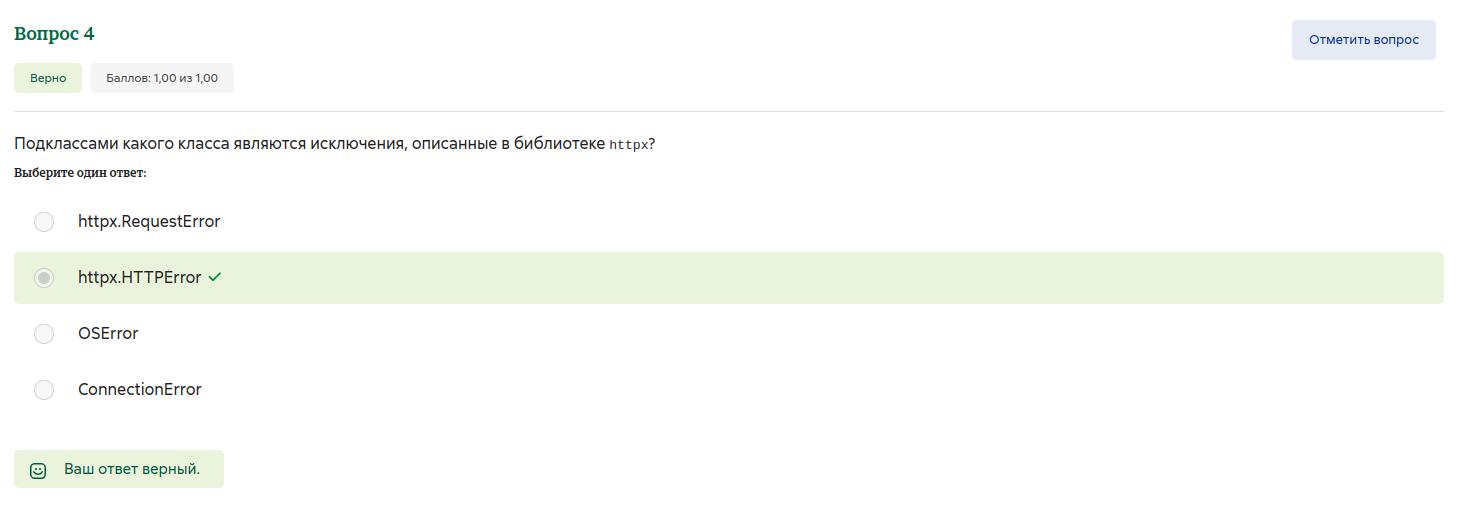 Вопрос 4
Отметить вопрос
Верно
Баллов: 1,00 из 1,00
Подклассами какого класса являются исключения, описанные в библиотеке httpx?
Выберите один ответ:
httpx.RequestError
httpx.HTTPError
OSError
ConnectionError
Ваш ответ верный.